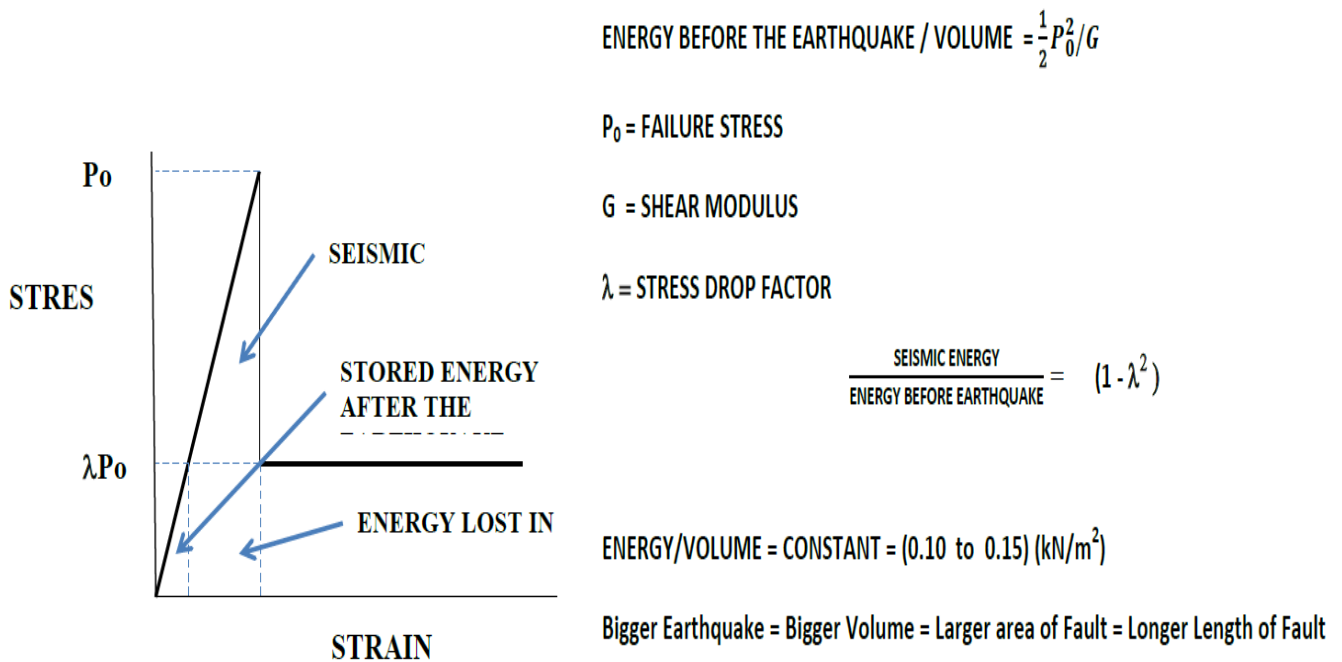 ENERGY BEFORE THE EARTHQUAKE / VOLUME = 1/2 P₀²/G
P₀ = FAILURE STRESS
G = SHEAR MODULUS
λ = STRESS DROP FACTOR
SEISMIC ENERGY / ENERGY BEFORE EARTHQUAKE = (1 - λ²)
ENERGY/VOLUME = CONSTANT = (0.10 to 0.15) (kN/m²)
Bigger Earthquake = Bigger Volume = Larger area of Fault = Longer Length of Fault
Po
SEISMIC
STRES
STORED ENERGY
AFTER THE
λPo
ENERGY LOST IN
STRAIN